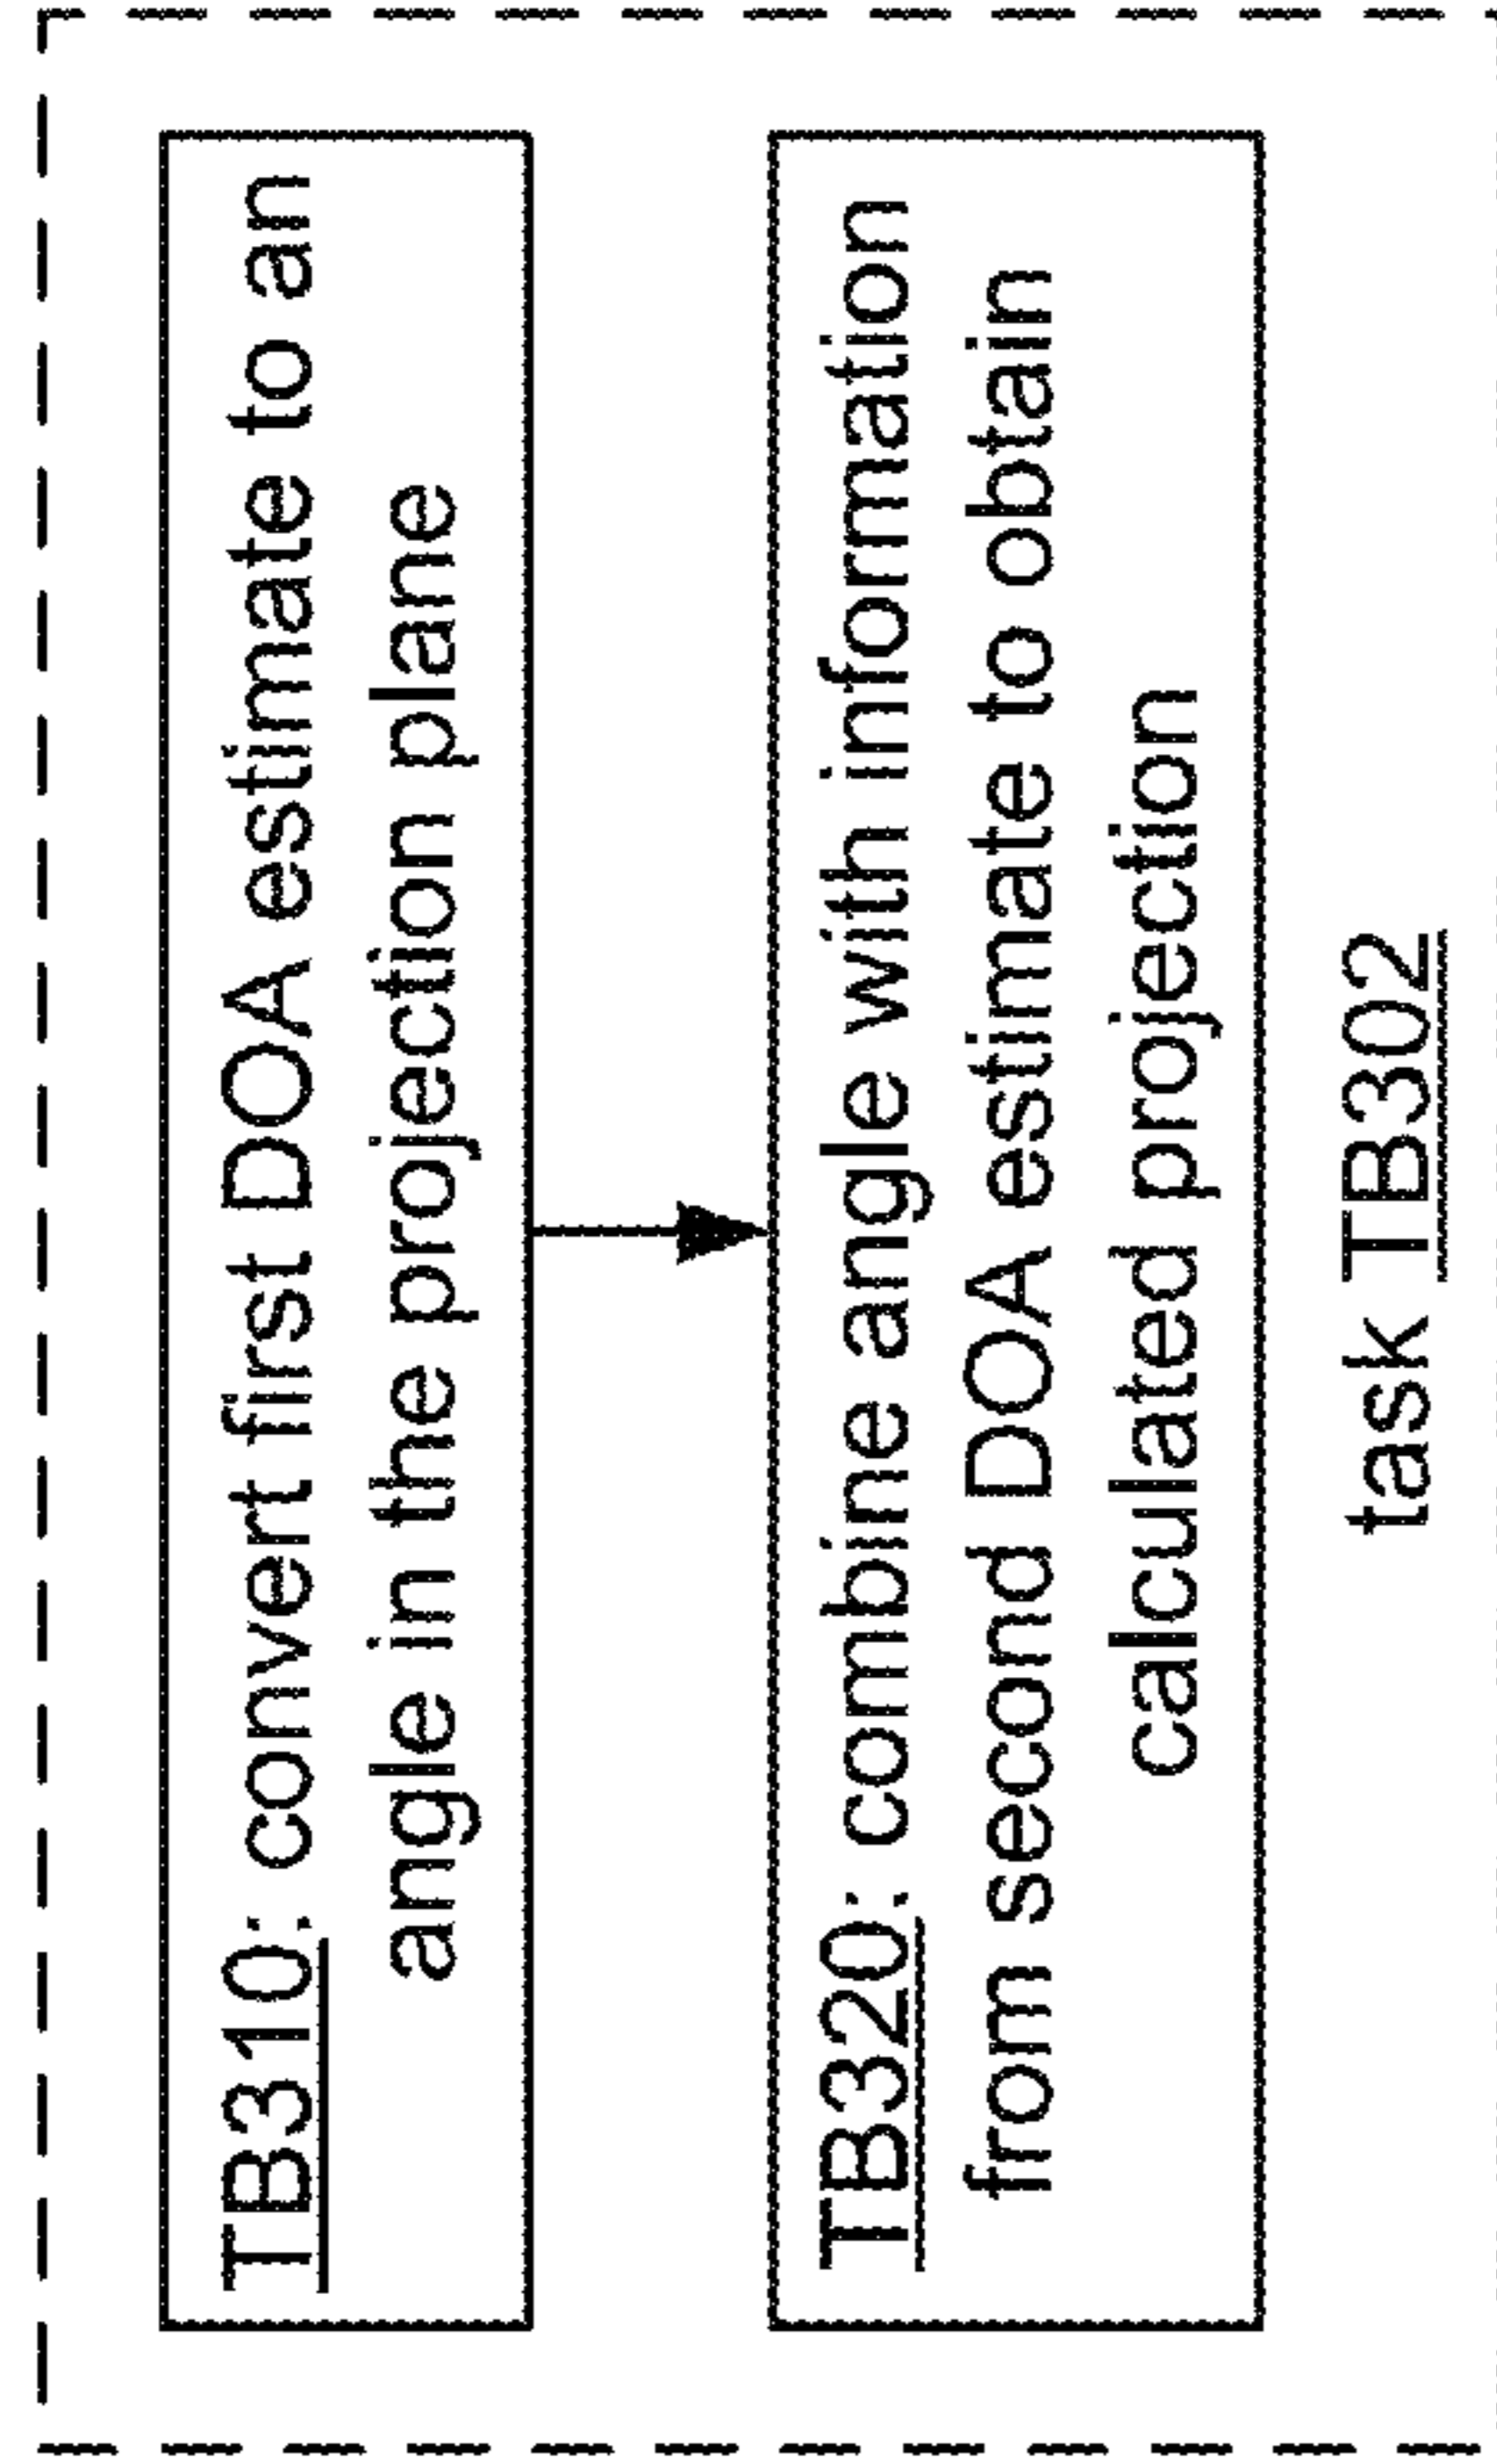 TB310: convert first DOA estimate to an
angle in the projection plane
TB320: combine angle with information
from second DOA estimate to obtain
calculated projection
task TB302